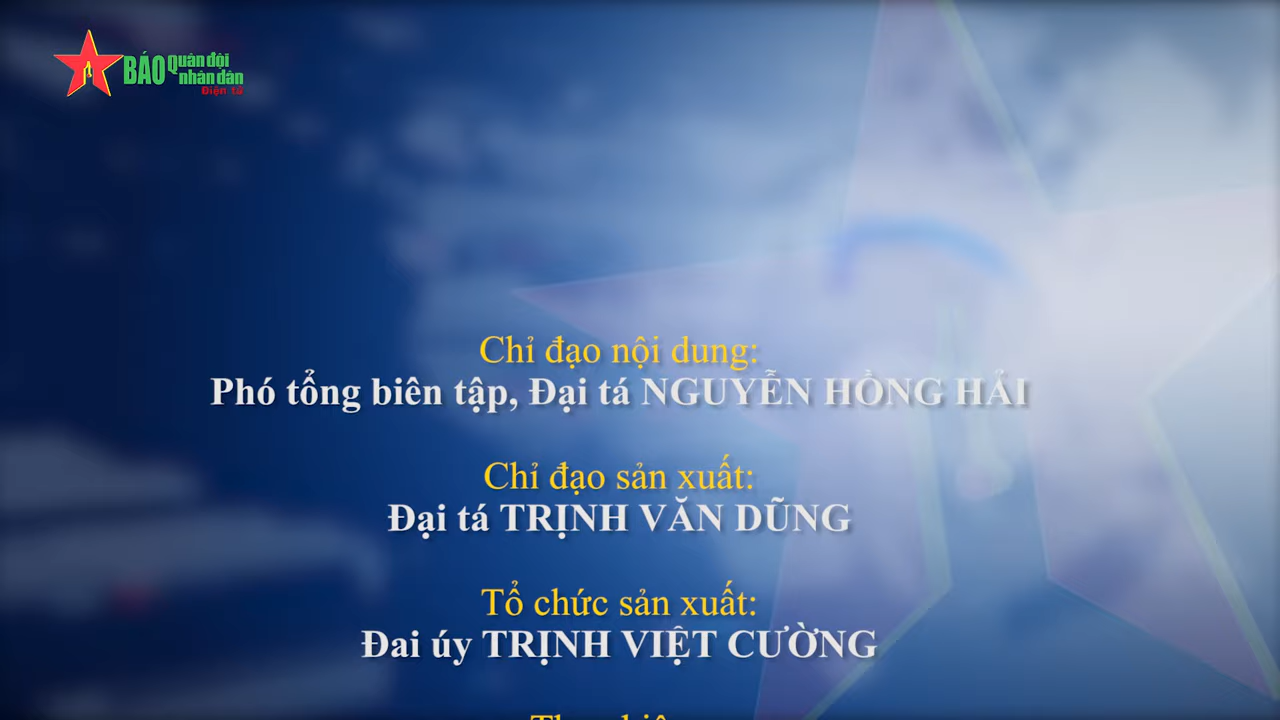 BÁO Quân đội
nhân dân
Điện tử
Chỉ đạo nội dung:
Phó tổng biên tập, Đại tá NGUYỄN HỒNG HẢI
Chỉ đạo sản xuất:
Đại tá TRỊNH VĂN DŨNG
Tổ chức sản xuất:
Đai úy TRỊNH VIỆT CƯỜNG